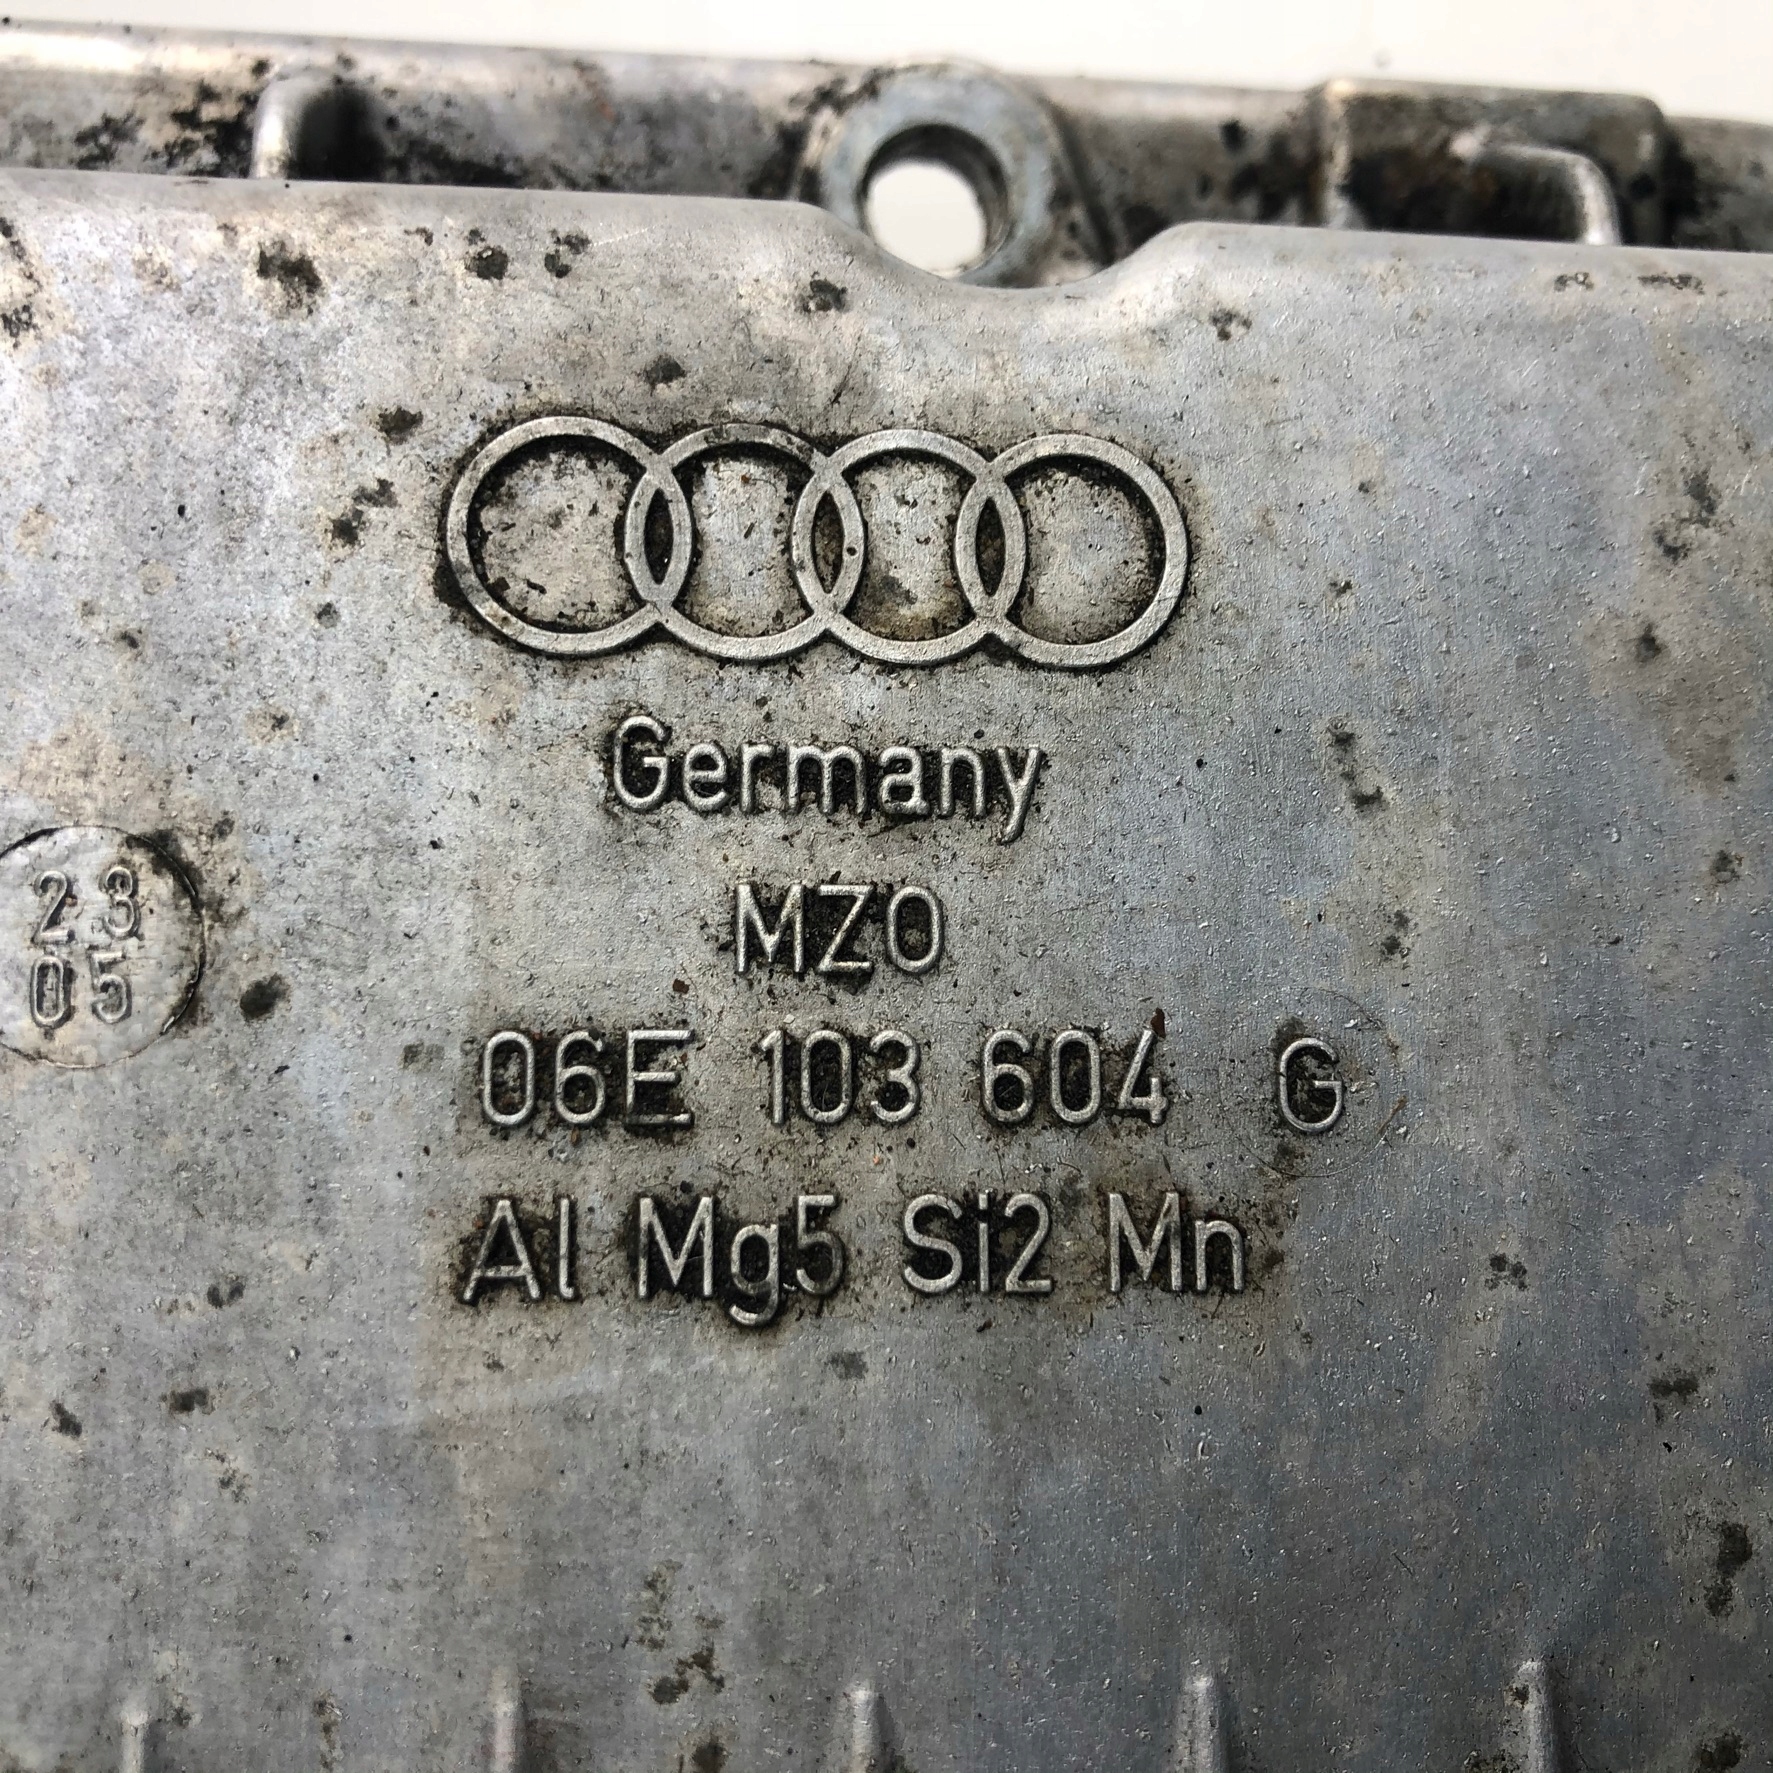 Germany
MZO
23
05
06E 103 604 G
Al Mg5 Si2 Mn